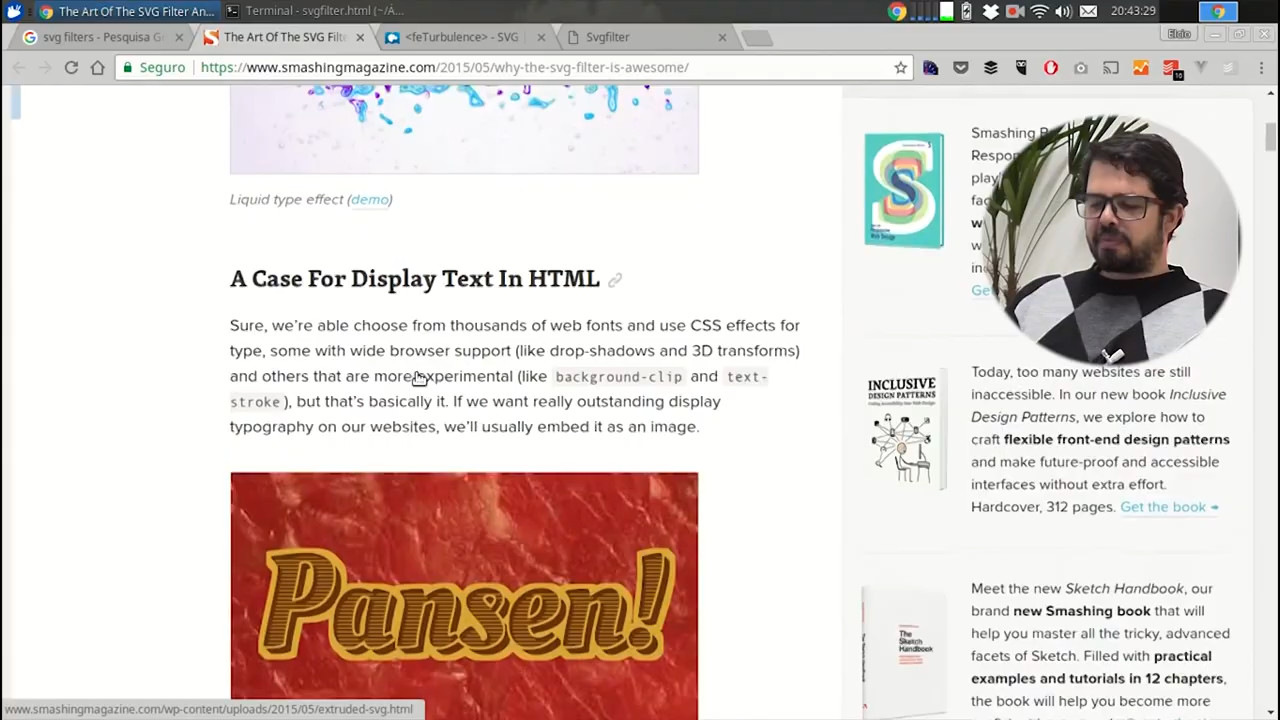 The Art Of The SVG Filter An...
Terminal - svgfilter.html (~/A...
20:43:29
svg filters - Pesquisa G
The Art Of The SVG Filte
<feTurbulence> - SVG
Svgfilter
Elcio
Seguro
https://www.smashingmagazine.com/2015/05/why-the-svg-filter-is-awesome/
10
Liquid type effect (demo)
A Case For Display Text In HTML
Sure, we're able choose from thousands of web fonts and use CSS effects for
type, some with wide browser support (like drop-shadows and 3D transforms)
and others that are more experimental (like background-clip and text-
stroke ), but that's basically it. If we want really outstanding display
typography on our websites, we'll usually embed it as an image.
Pansen!
S
Smashing B
Respon
play
fac
w
w
inc
Get
INCLUSIVE
DESIGN PATTERNS
Today, too many websites are still
inaccessible. In our new book Inclusive
Design Patterns, we explore how to
craft flexible front-end design patterns
and make future-proof and accessible
interfaces without extra effort.
Hardcover, 312 pages. Get the book
The
Sketch
Handbook
Meet the new Sketch Handbook, our
brand new Smashing book that will
help you master all the tricky, advanced
facets of Sketch. Filled with practical
examples and tutorials in 12 chapters,
the book will help you become more
www.smashingmagazine.com/wp-content/uploads/2015/05/extruded-svg.html